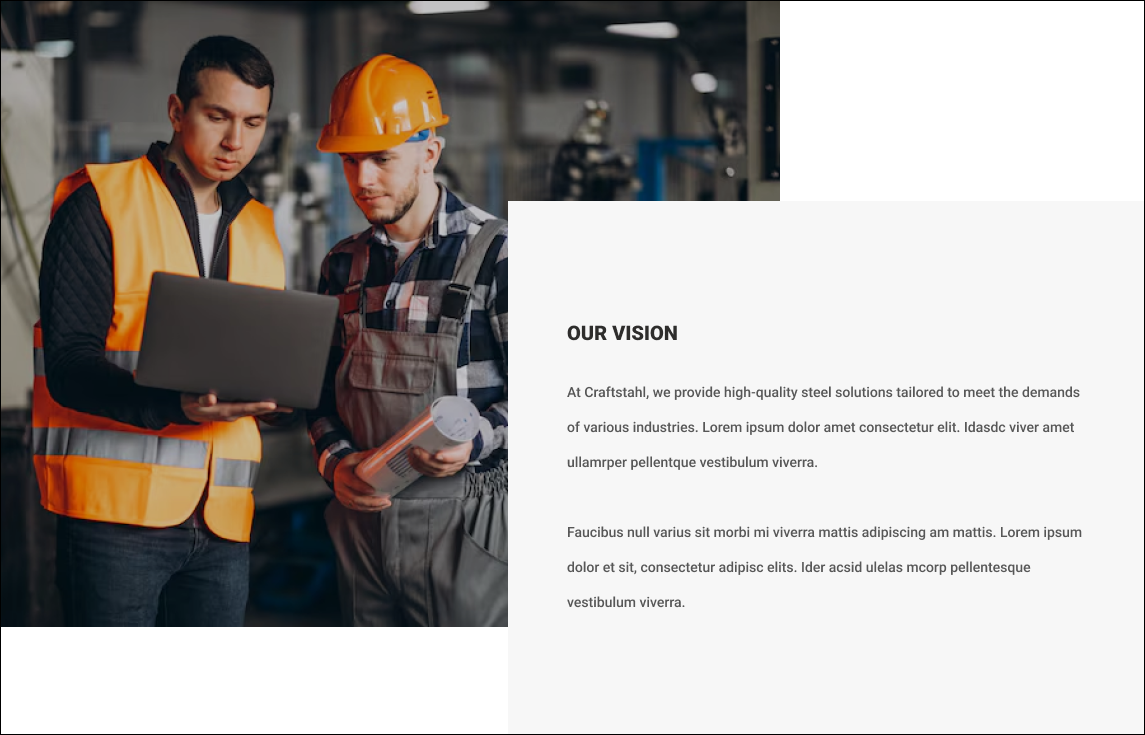 OUR VISION
At Craftstahl, we provide high-quality steel solutions tailored to meet the demands
of various industries. Lorem ipsum dolor amet consectetur elit. Idasdc viver amet
ullamrper pellentque vestibulum viverra.
Faucibus null varius sit morbi mi viverra mattis adipiscing am mattis. Lorem ipsum
dolor et sit, consectetur adipisc elits. Ider acsid ulelas mcorp pellentesque
vestibulum viverra.